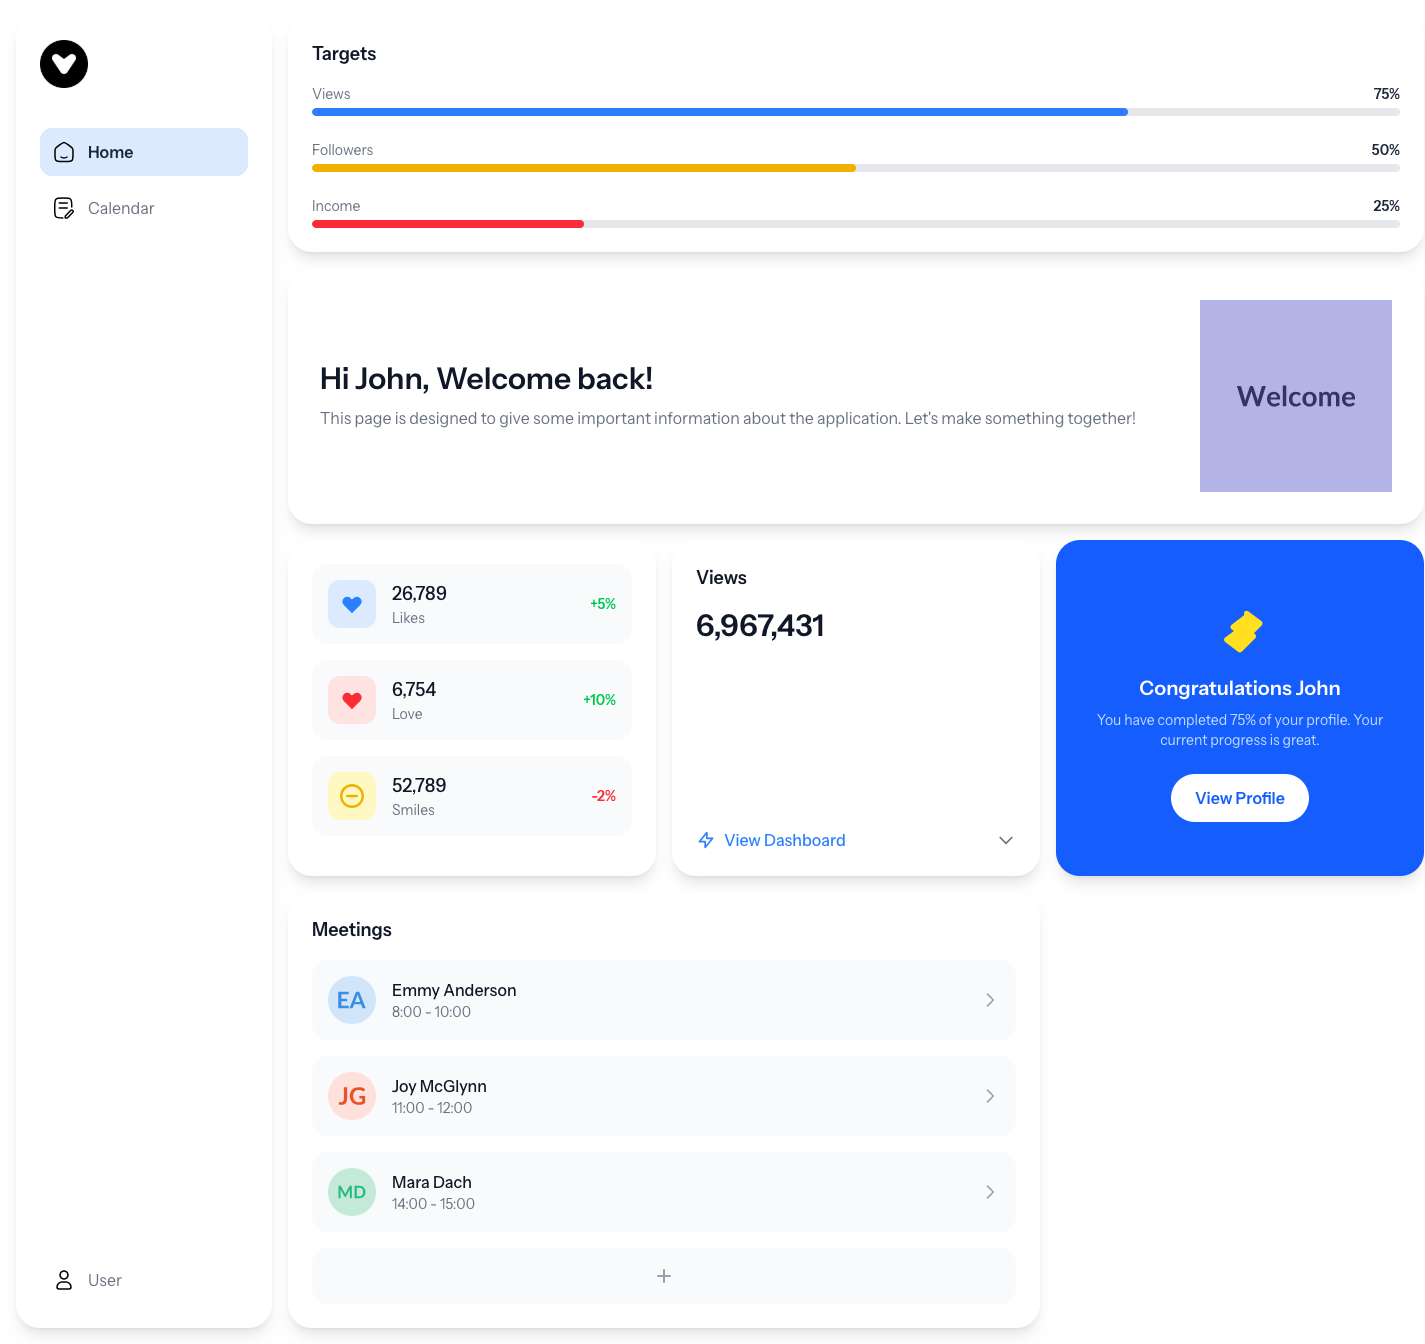 Home
Calendar
User
Targets
Views 75%
Followers 50%
Income 25%
Hi John, Welcome back!
This page is designed to give some important information about the application. Let's make something together!
Welcome
26,789
Likes
+5%
6,754
Love
+10%
52,789
Smiles
-2%
Views
6,967,431
View Dashboard
Congratulations John
You have completed 75% of your profile. Your
current progress is great.
View Profile
Meetings
EA
Emmy Anderson
8:00 - 10:00
JG
Joy McGlynn
11:00 - 12:00
MD
Mara Dach
14:00 - 15:00